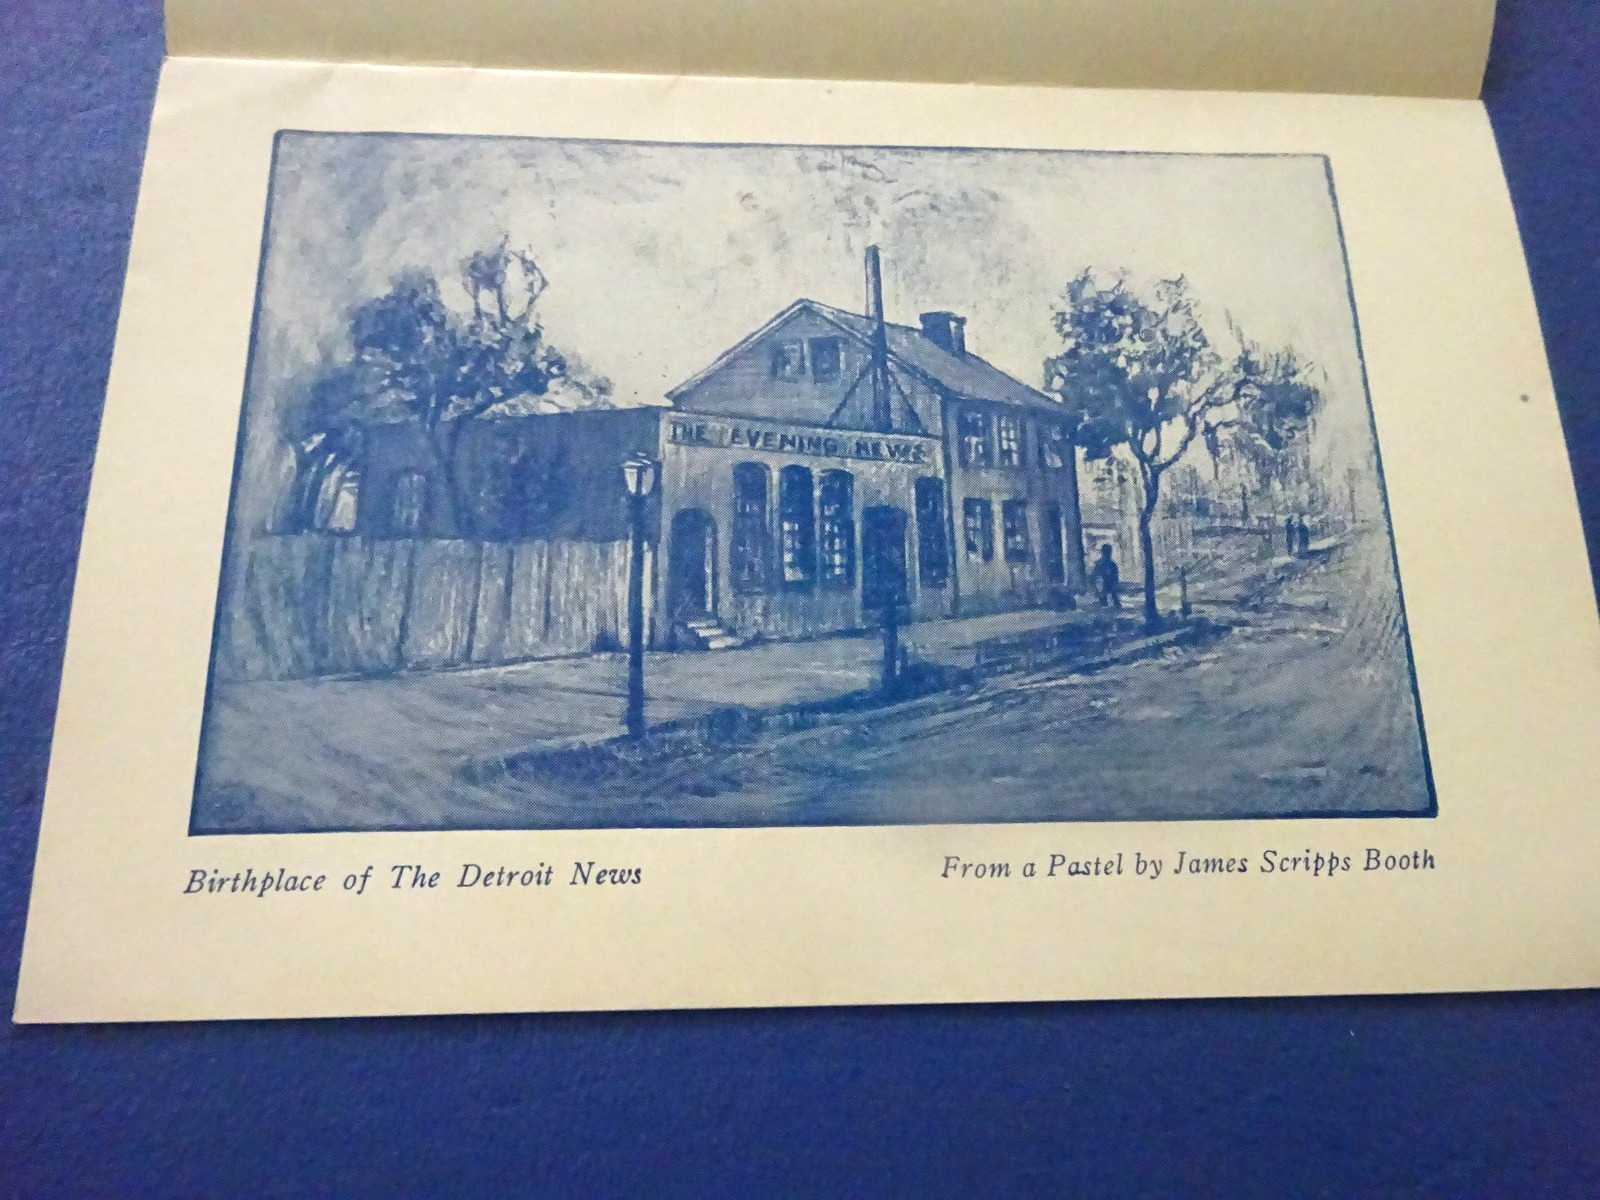 THE EVENING NEWS
Birthplace of The Detroit News
From a Pastel by James Scripps Booth